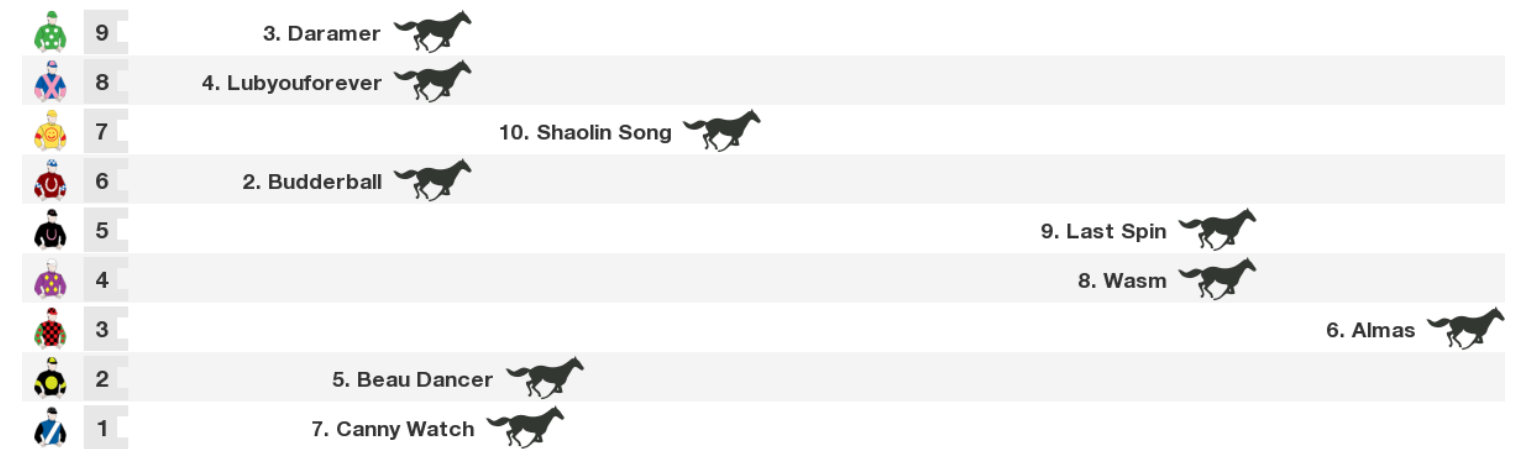 9 3. Daramer
8 4. Lubyouforever
7 10. Shaolin Song
6 2. Budderball
5 9. Last Spin
4 8. Wasm
3 6. Almas
2 5. Beau Dancer
1 7. Canny Watch